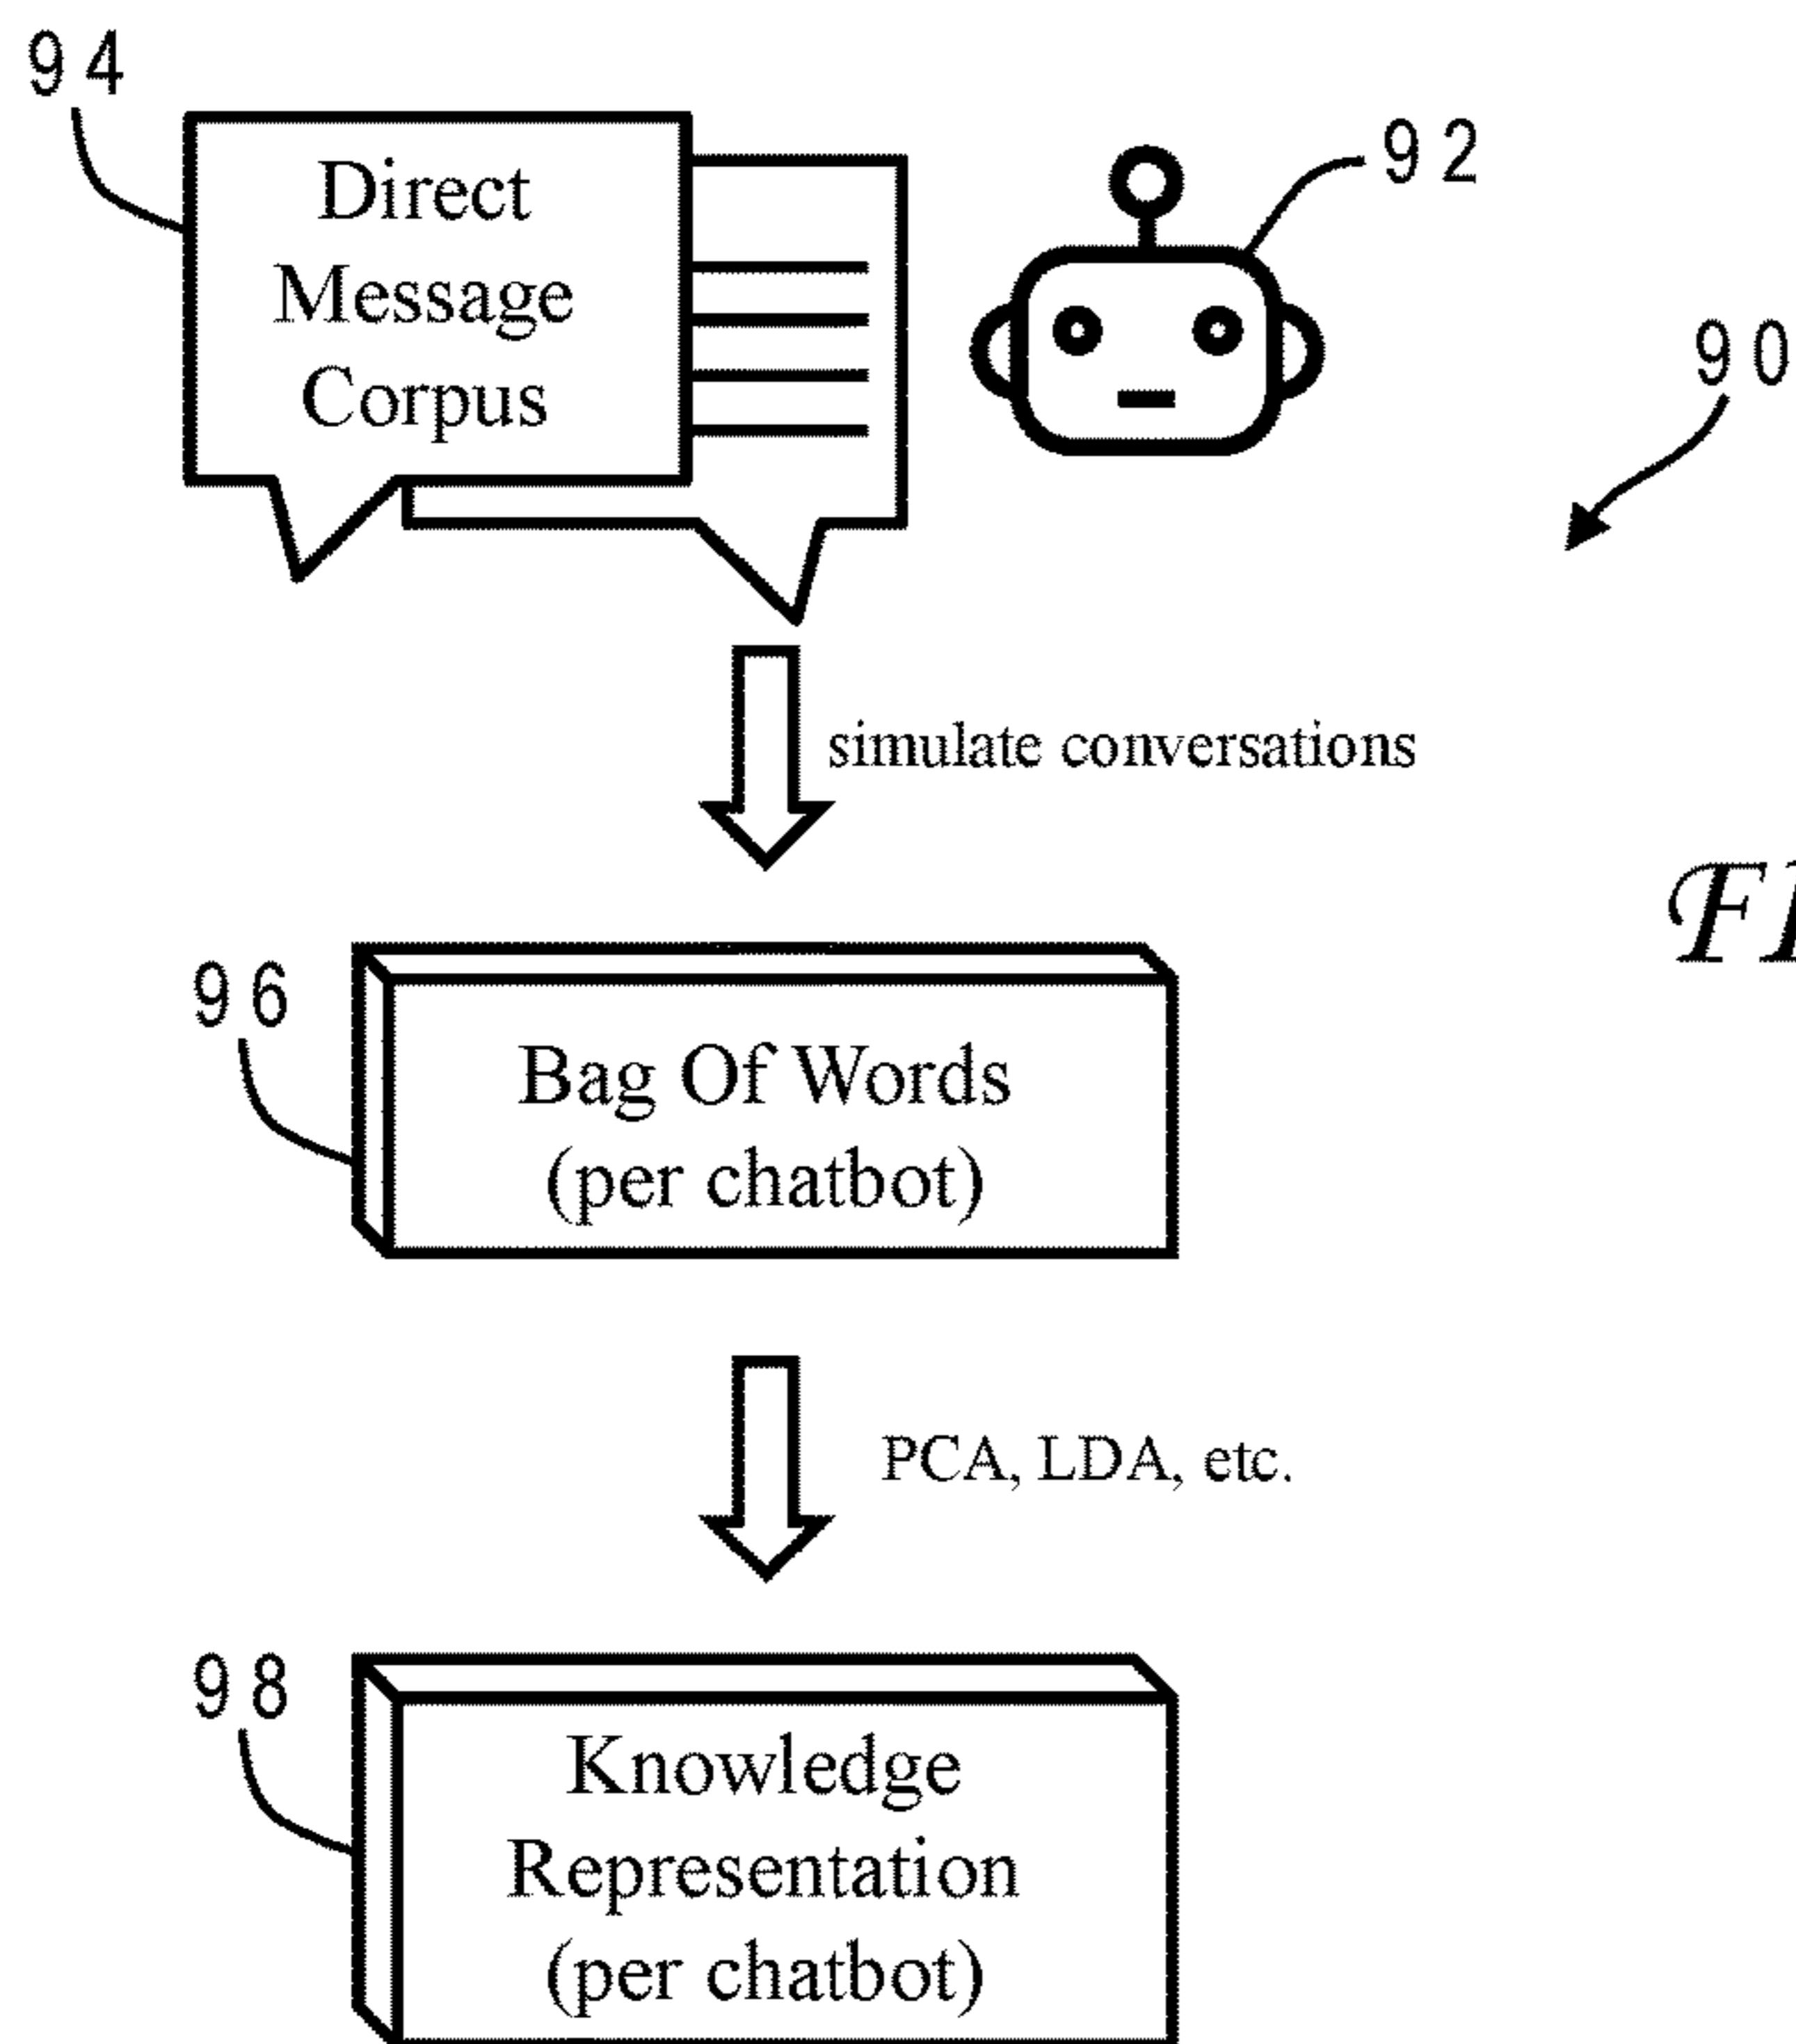 94
Direct
Message
Corpus
92
90
simulate conversations
96
Bag Of Words
(per chatbot)
PCA, LDA, etc.
98
Knowledge
Representation
(per chatbot)